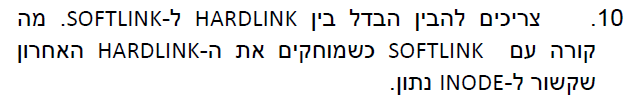 10. צריכים להבין הבדל בין HARDLINK ל-SOFTLINK. מה
קורה עם SOFTLINK כשמוחקים את ה-HARDLINK האחרון
שקשור ל-INODE נתון.